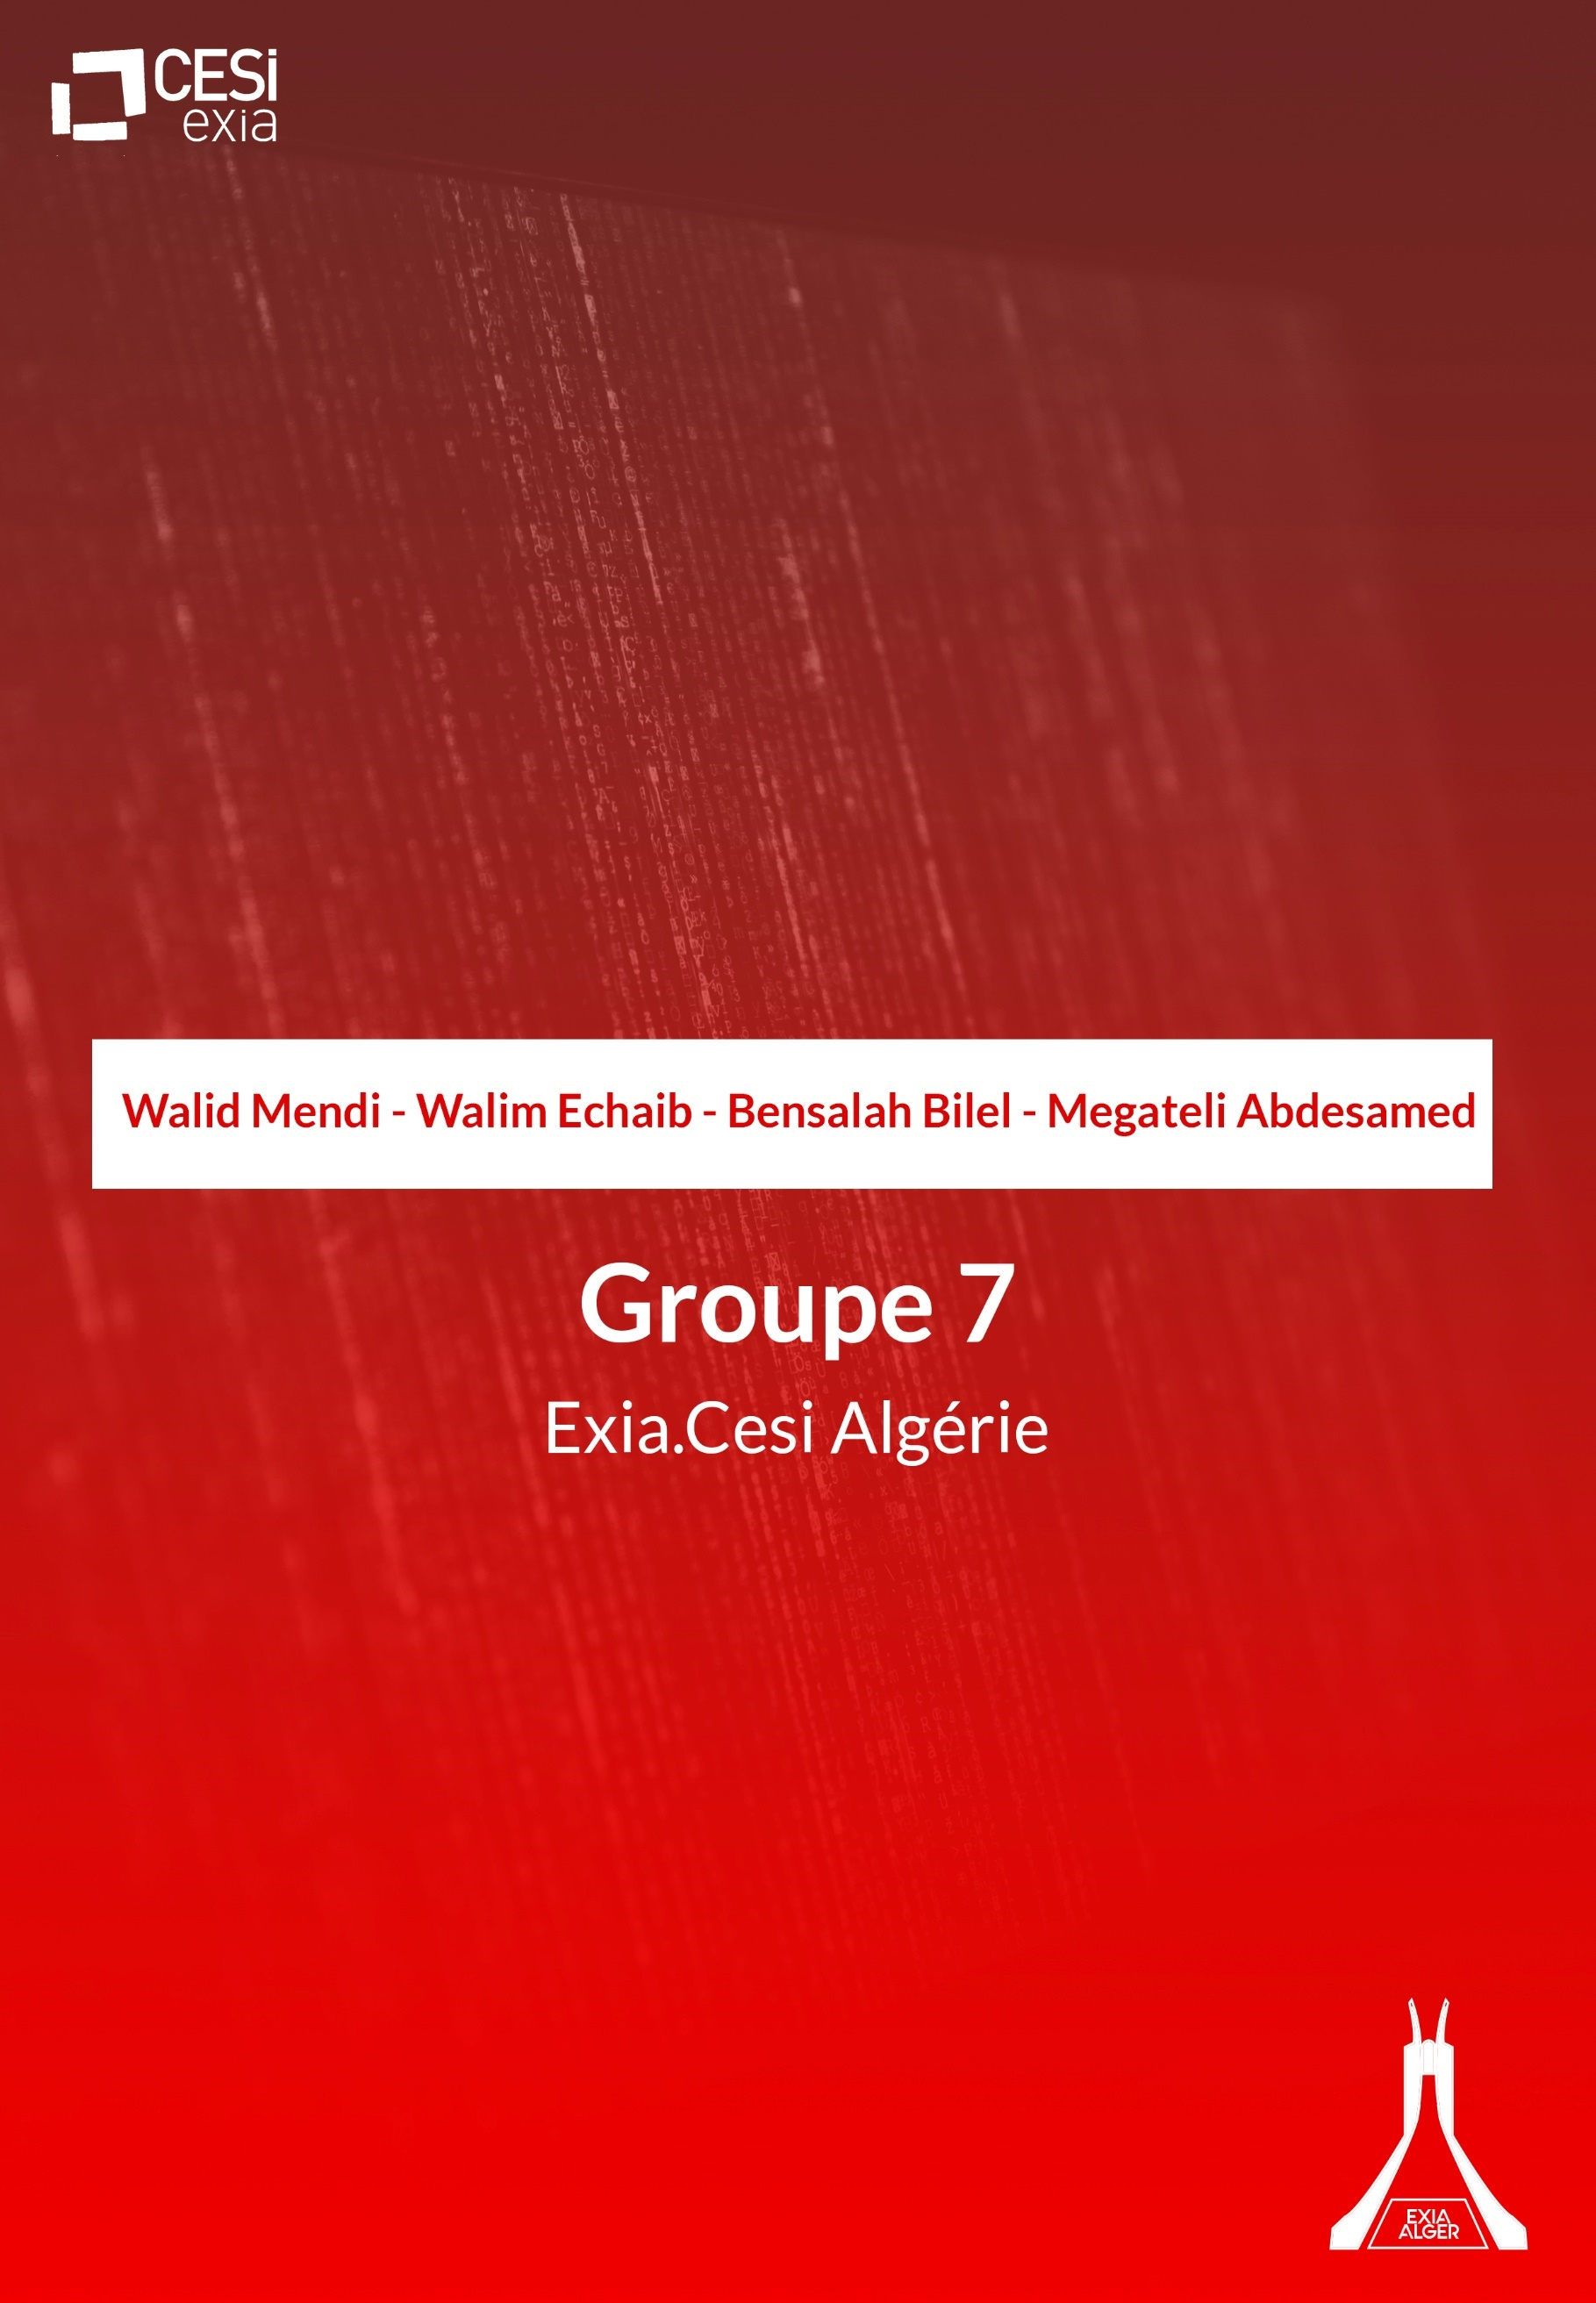 CESi
exia
Walid Mendi - Walim Echaib - Bensalah Bilel - Megateli Abdesamed
Groupe 7
Exia.Cesi Algérie
EXIA
ALGER